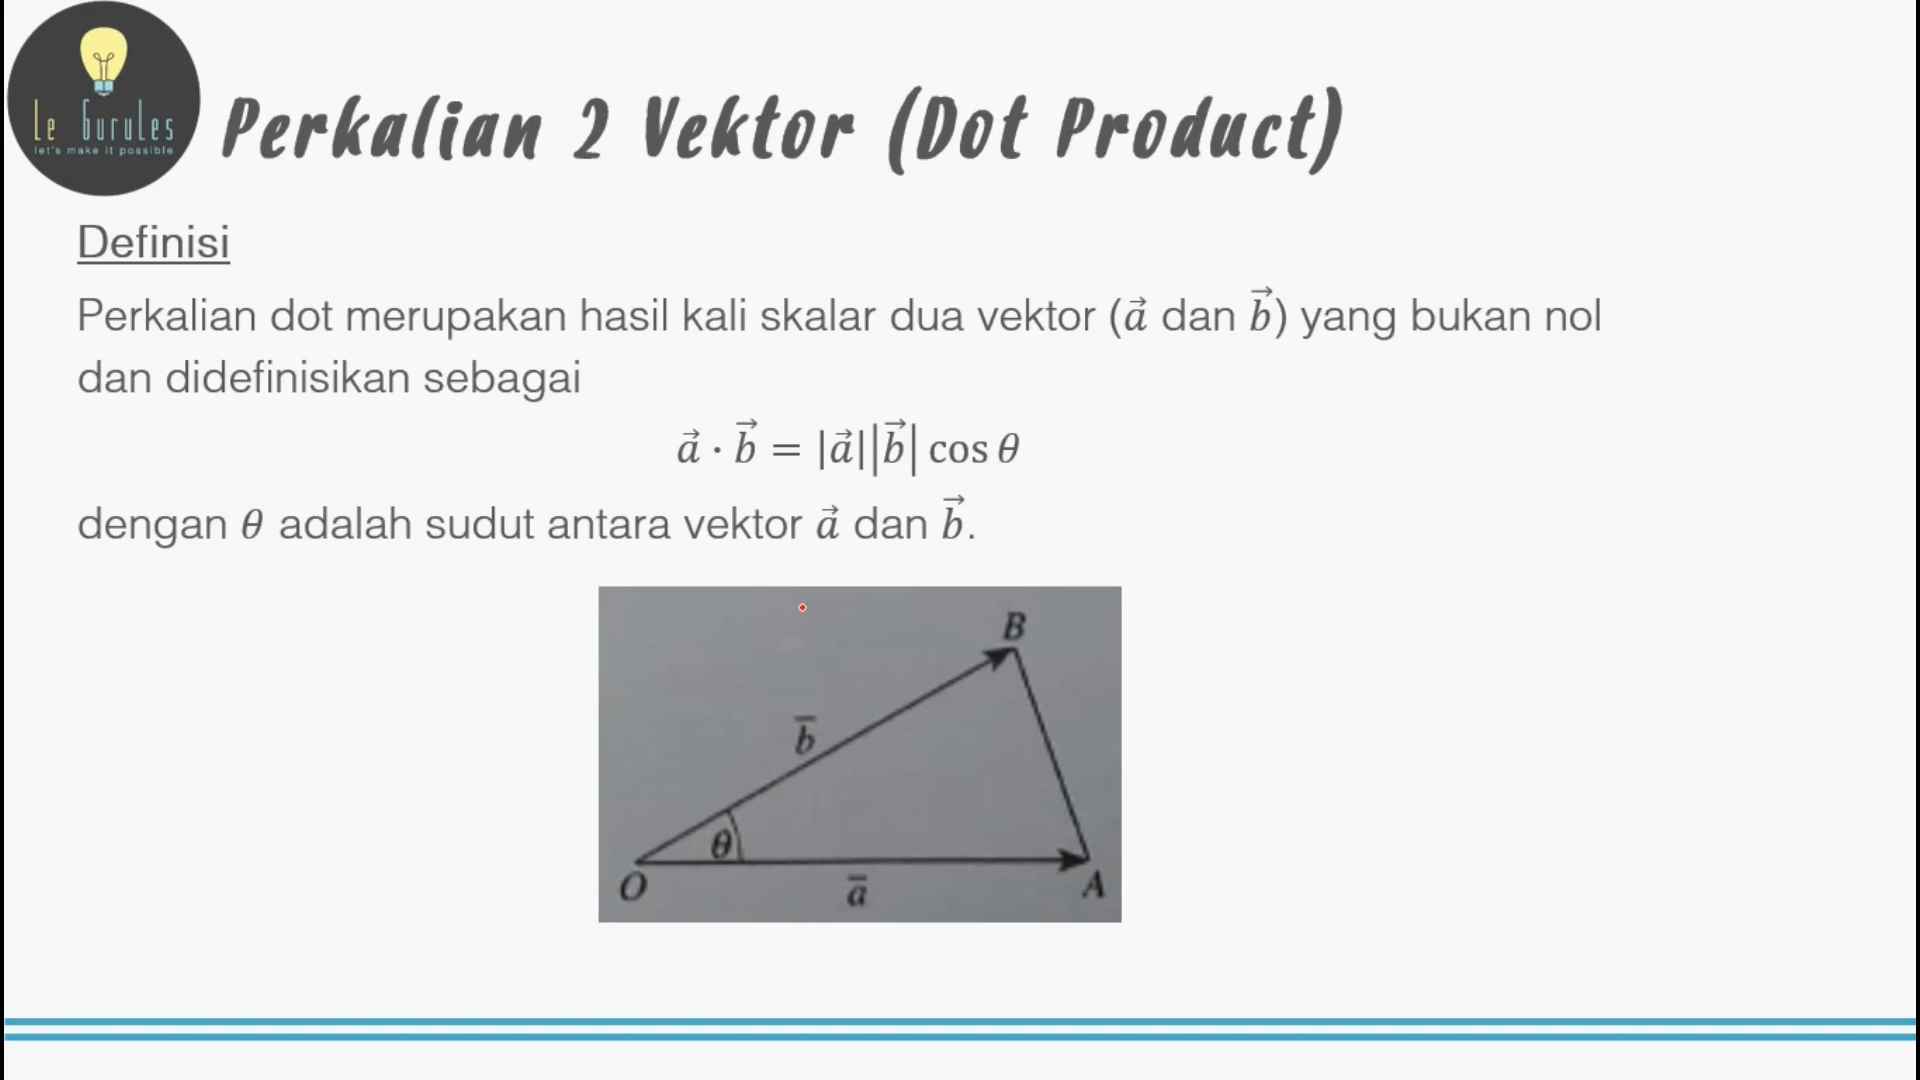 Le GuruLes
let's make it possible
Perkalian 2 Vektor (Dot Product)
Definisi
Perkalian dot merupakan hasil kali skalar dua vektor (a⃗ dan b⃗) yang bukan nol
dan didefinisikan sebagai
a⃗ · b⃗ = |a⃗||b⃗| cos θ
dengan θ adalah sudut antara vektor a⃗ dan b⃗.
B
b̅
θ
O
a̅
A